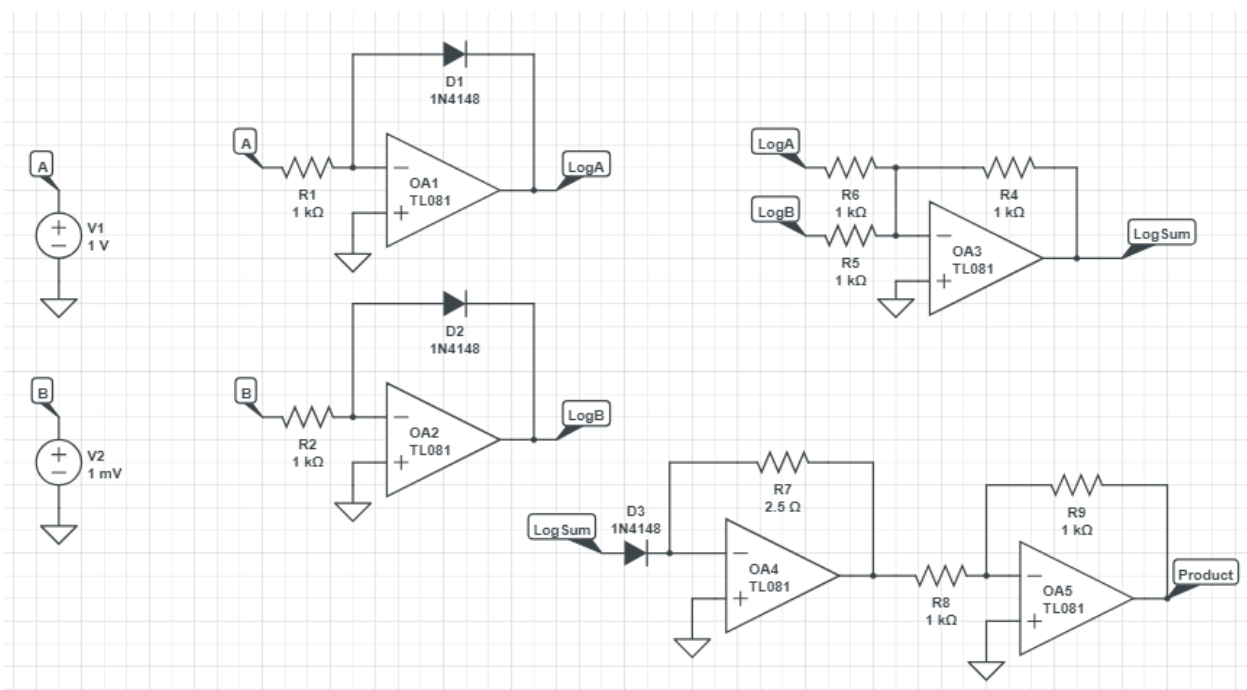 A
V1
1 V
A
R1
1 kΩ
D1
1N4148
OA1
TL081
LogA
B
V2
1 mV
B
R2
1 kΩ
D2
1N4148
OA2
TL081
LogB
LogA
R6
1 kΩ
LogB
R5
1 kΩ
R4
1 kΩ
OA3
TL081
LogSum
LogSum
D3
1N4148
R7
2.5 Ω
OA4
TL081
R8
1 kΩ
R9
1 kΩ
OA5
TL081
Product